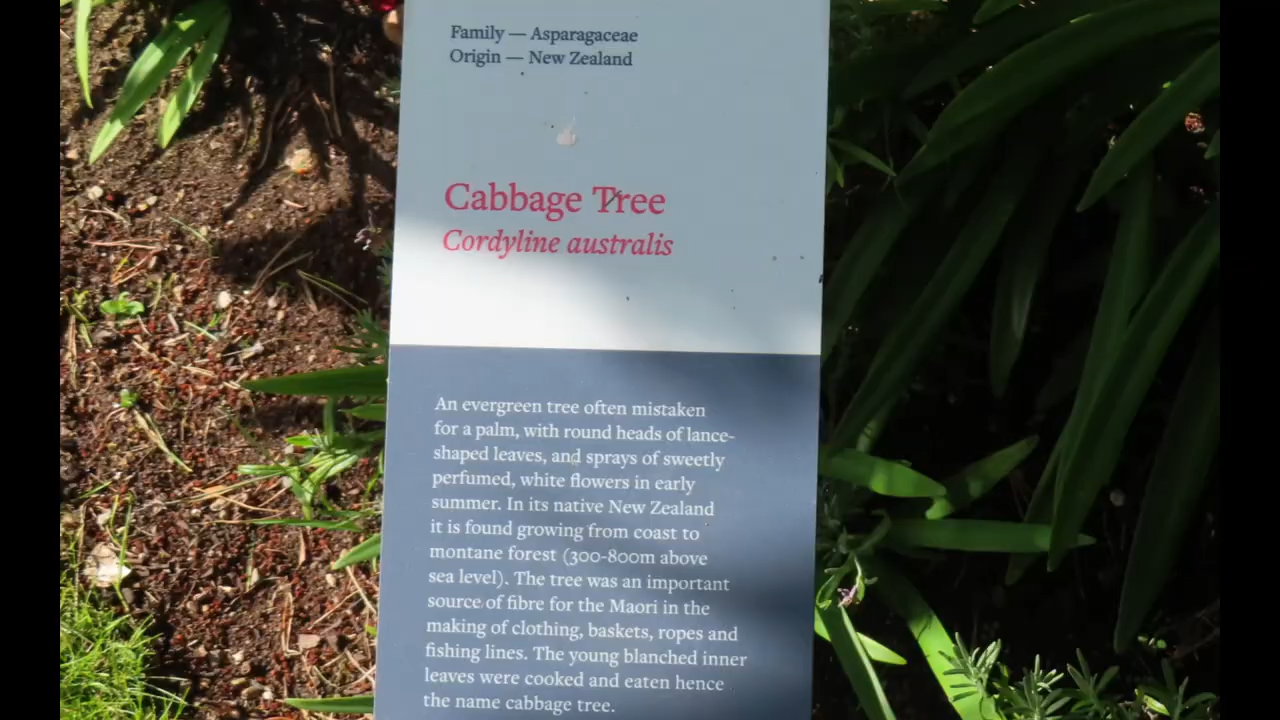 Family — Asparagaceae
Origin — New Zealand
Cabbage Tree
Cordyline australis
An evergreen tree often mistaken
for a palm, with round heads of lance-
shaped leaves, and sprays of sweetly
perfumed, white flowers in early
summer. In its native New Zealand
it is found growing from coast to
montane forest (300-800m above
sea level). The tree was an important
source of fibre for the Maori in the
making of clothing, baskets, ropes and
fishing lines. The young blanched inner
leaves were cooked and eaten hence
the name cabbage tree.